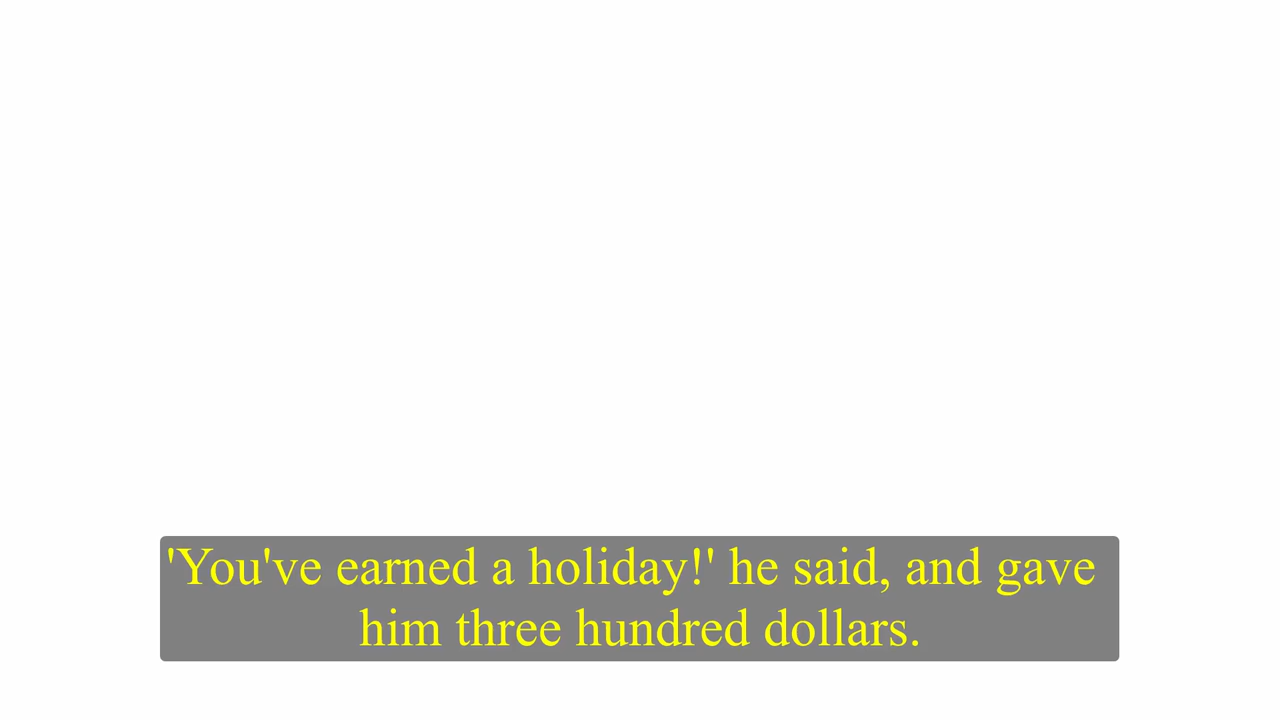 'You've earned a holiday!' he said, and gave
him three hundred dollars.